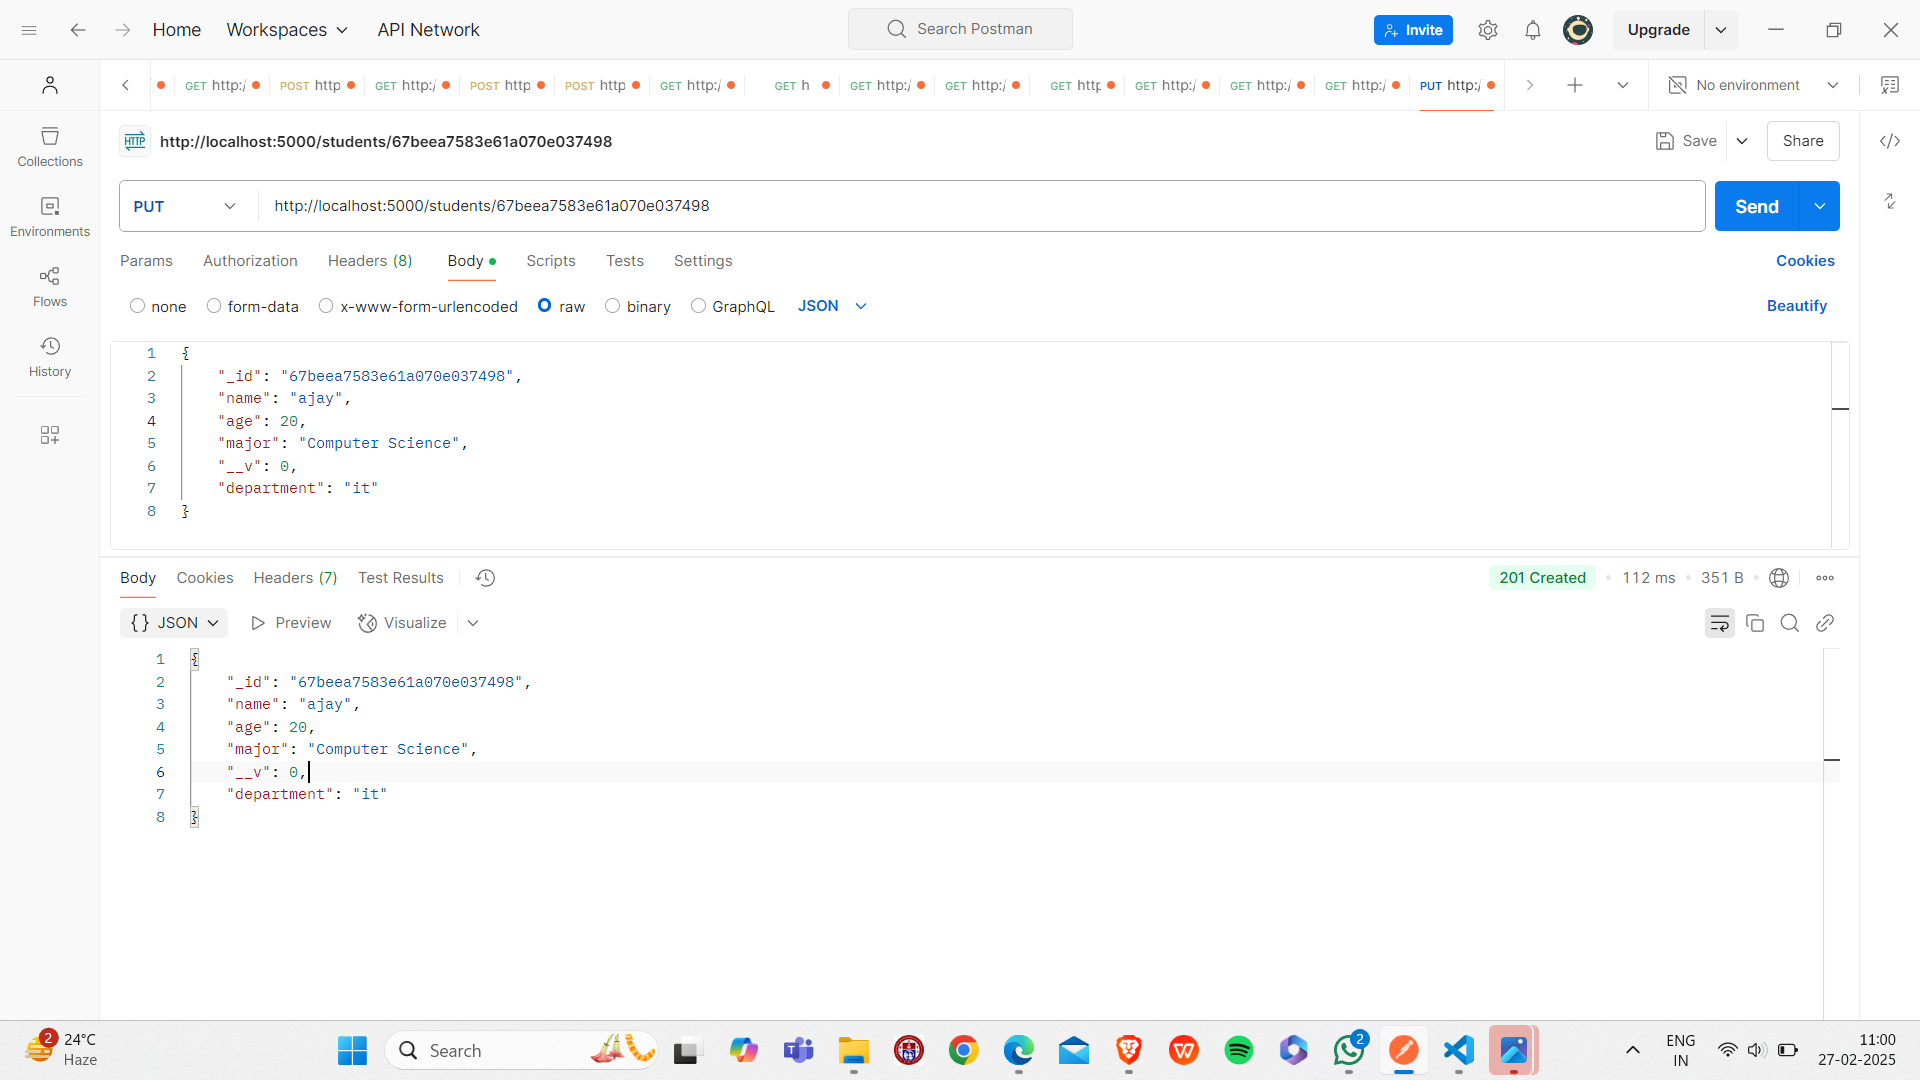 Home Workspaces API Network Search Postman Invite Upgrade
GET http:/ POST http GET http:/ POST http POST http GET http:/ GET h GET http:/ GET http:/ GET http GET http:/ GET http:/ GET http:/ PUT http:/ No environment
HTTP http://localhost:5000/students/67beea7583e61a070e037498 Save Share
Collections
Environments
Flows
History
PUT http://localhost:5000/students/67beea7583e61a070e037498 Send
Params Authorization Headers (8) Body Scripts Tests Settings Cookies
none form-data x-www-form-urlencoded raw binary GraphQL JSON Beautify
1 {
2 "_id": "67beea7583e61a070e037498",
3 "name": "ajay",
4 "age": 20,
5 "major": "Computer Science",
6 "__v": 0,
7 "department": "it"
8 }
Body Cookies Headers (7) Test Results 201 Created 112 ms 351 B
{} JSON Preview Visualize
1 {
2 "_id": "67beea7583e61a070e037498",
3 "name": "ajay",
4 "age": 20,
5 "major": "Computer Science",
6 "__v": 0,
7 "department": "it"
8 }
2 24°C
Haze
Search
2
ENG
IN
11:00
27-02-2025